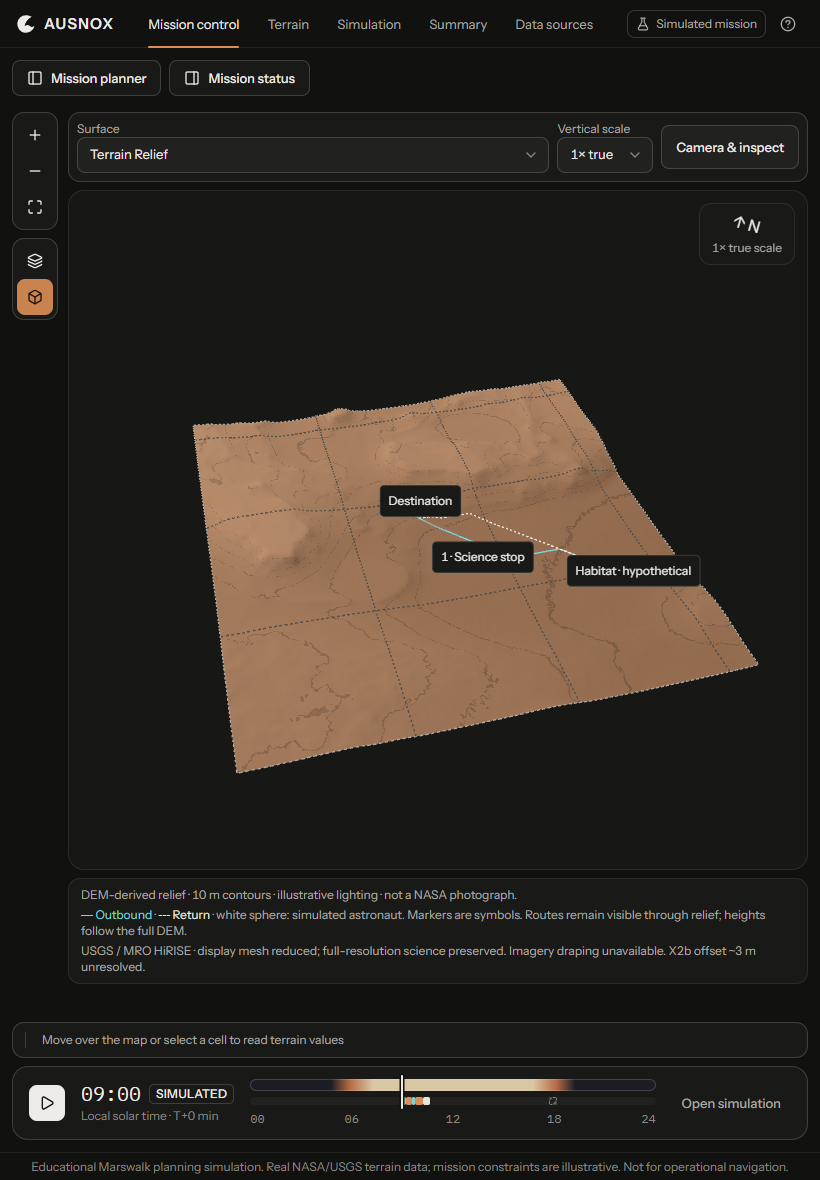 AUSNOX
Mission control
Terrain
Simulation
Summary
Data sources
Simulated mission
Mission planner
Mission status
Surface
Terrain Relief
Vertical scale
1× true
Camera & inspect
N
1× true scale
Destination
1 · Science stop
Habitat · hypothetical
DEM-derived relief · 10 m contours · illustrative lighting · not a NASA photograph.
— Outbound · --- Return · white sphere: simulated astronaut. Markers are symbols. Routes remain visible through relief; heights
follow the full DEM.
USGS / MRO HiRISE · display mesh reduced; full-resolution science preserved. Imagery draping unavailable. X2b offset ~3 m
unresolved.
Move over the map or select a cell to read terrain values
09:00 SIMULATED
Local solar time · T+0 min
00 06 12 18 24
Open simulation
Educational Marswalk planning simulation. Real NASA/USGS terrain data; mission constraints are illustrative. Not for operational navigation.